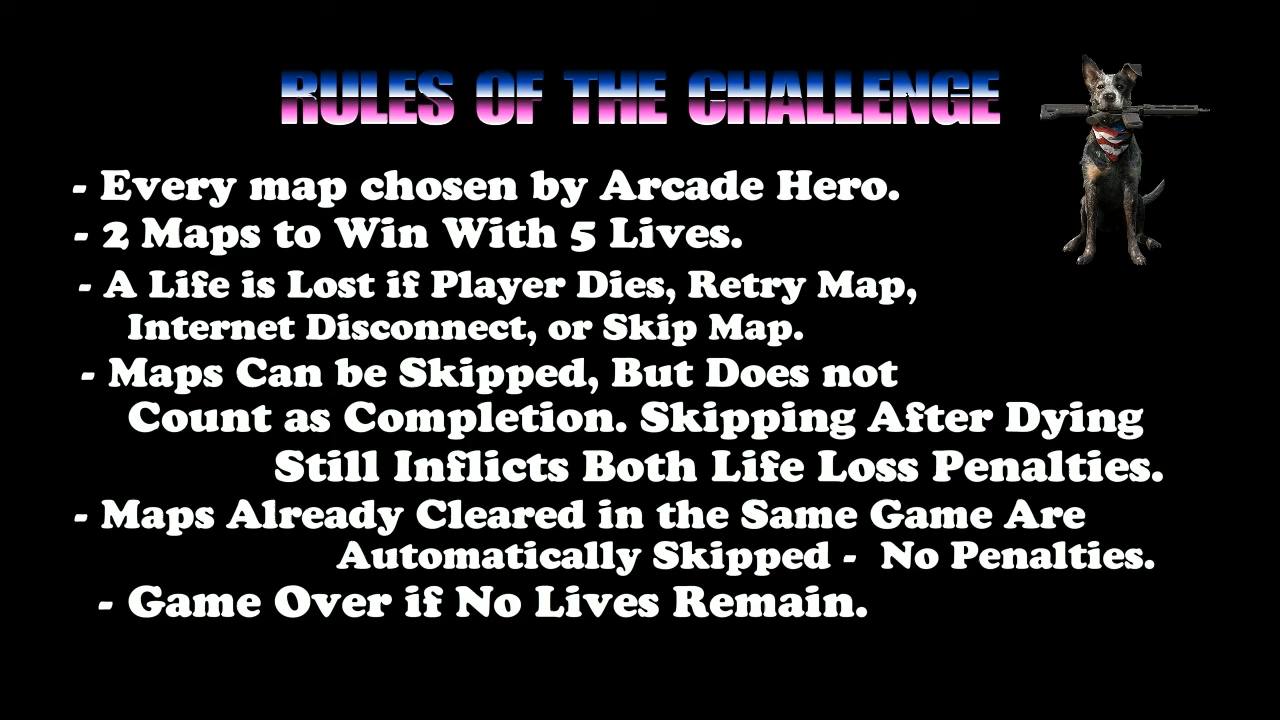 RULES OF THE CHALLENGE
- Every map chosen by Arcade Hero.
- 2 Maps to Win With 5 Lives.
- A Life is Lost if Player Dies, Retry Map,
Internet Disconnect, or Skip Map.
- Maps Can be Skipped, But Does not
Count as Completion. Skipping After Dying
Still Inflicts Both Life Loss Penalties.
- Maps Already Cleared in the Same Game Are
Automatically Skipped - No Penalties.
- Game Over if No Lives Remain.